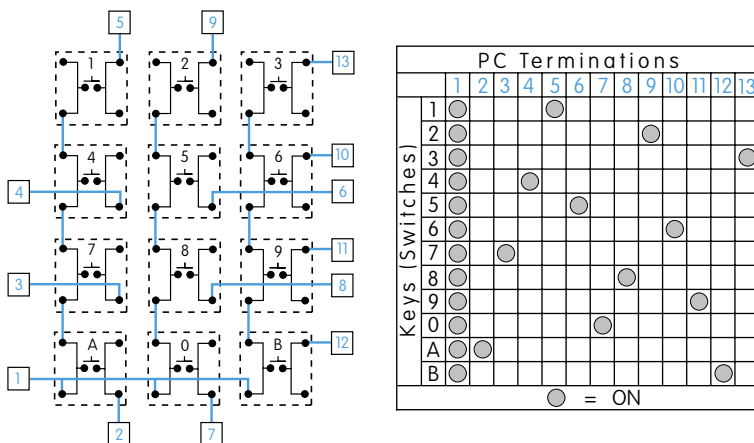 5 9
1 2 3 13
4 5 6 10
4 6
7 8 9 11
3 8
A 0 B 12
1
2 7
PC Terminations
1 2 3 4 5 6 7 8 9 10 11 12 13
Keys (Switches)
1
2
3
4
5
6
7
8
9
0
A
B
= ON